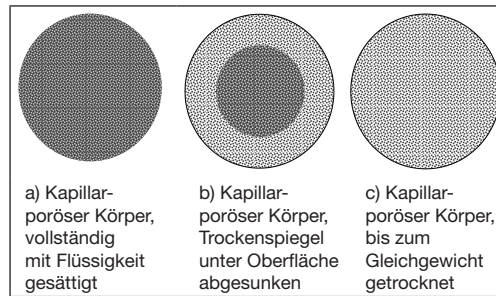 a) Kapillar-
poröser Körper,
vollständig
mit Flüssigkeit
gesättigt
b) Kapillar-
poröser Körper,
Trockenspiegel
unter Oberfläche
abgesunken
c) Kapillar-
poröser Körper,
bis zum
Gleichgewicht
getrocknet